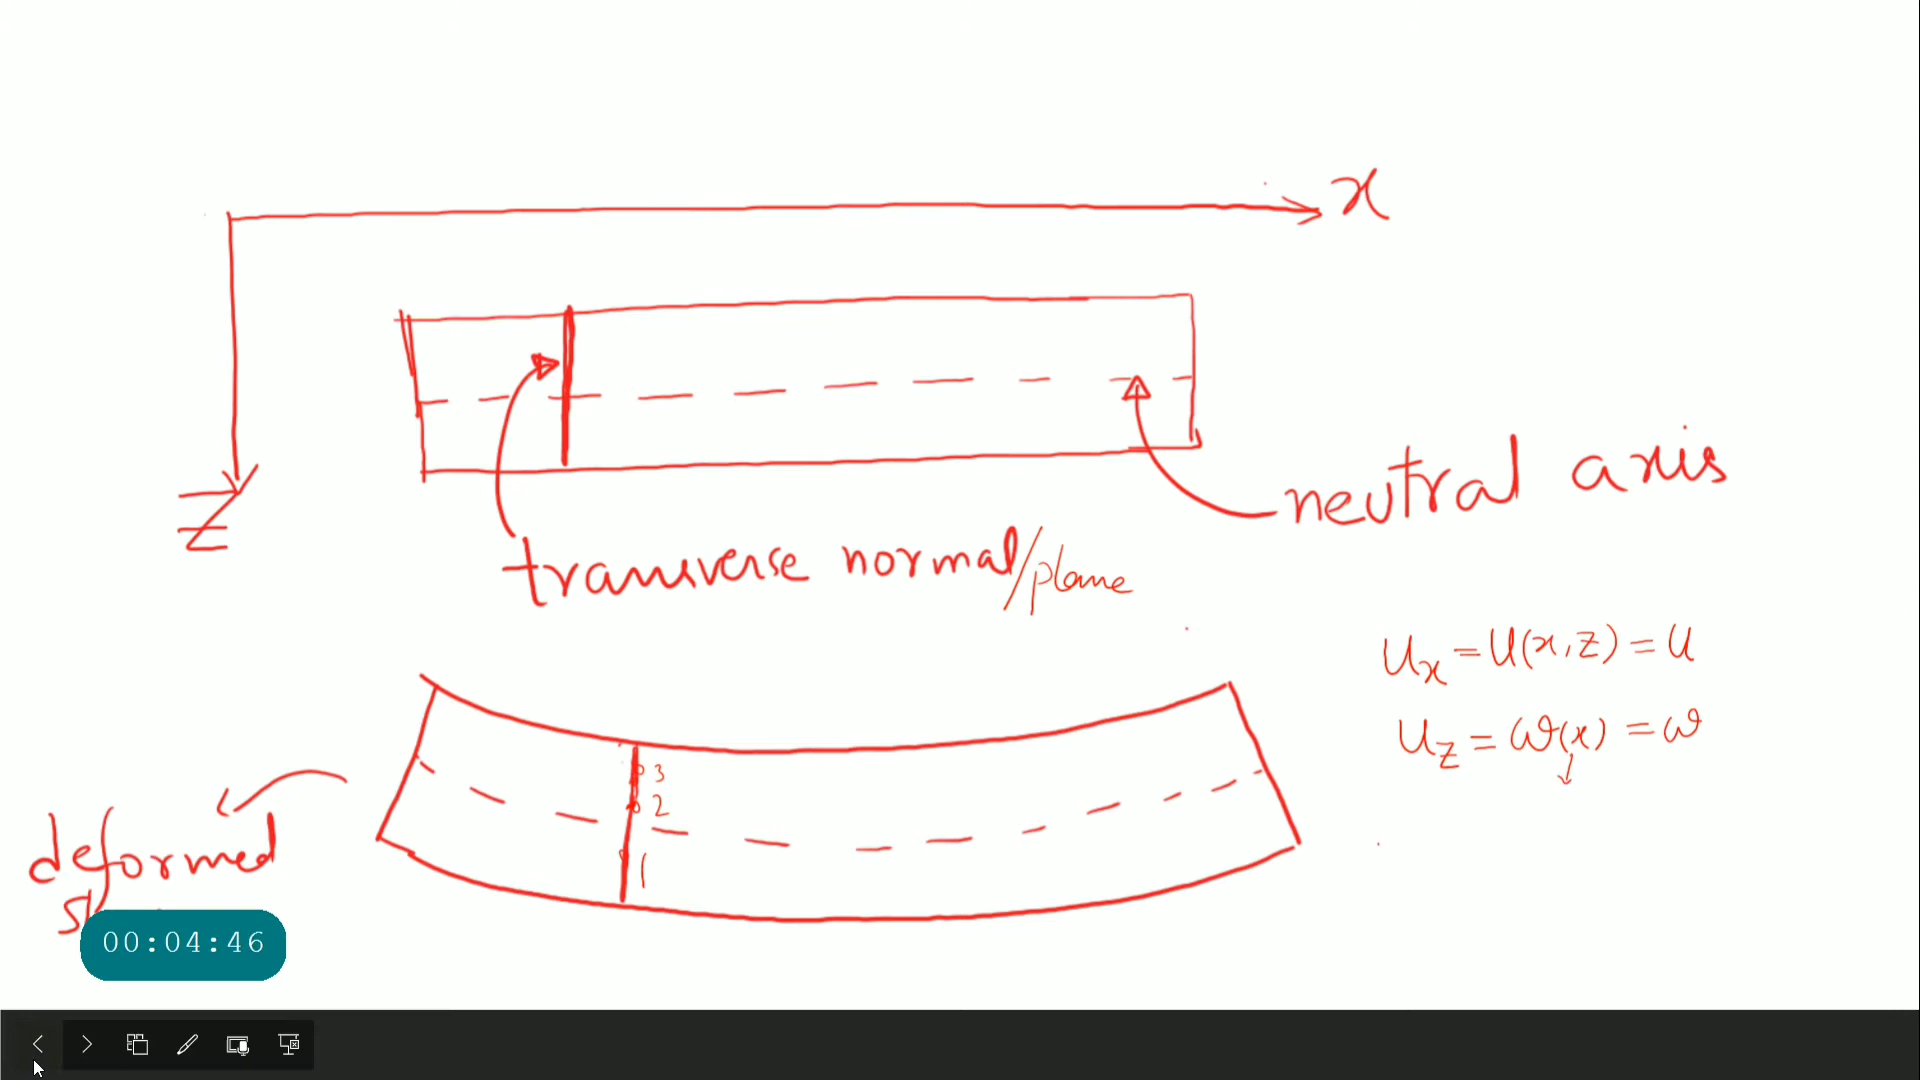 x
z
neutral axis
transverse normal/plane
Ux = U(x,z) = U
Uz = w(x) = w
3
2
1
deformed
00:04:46